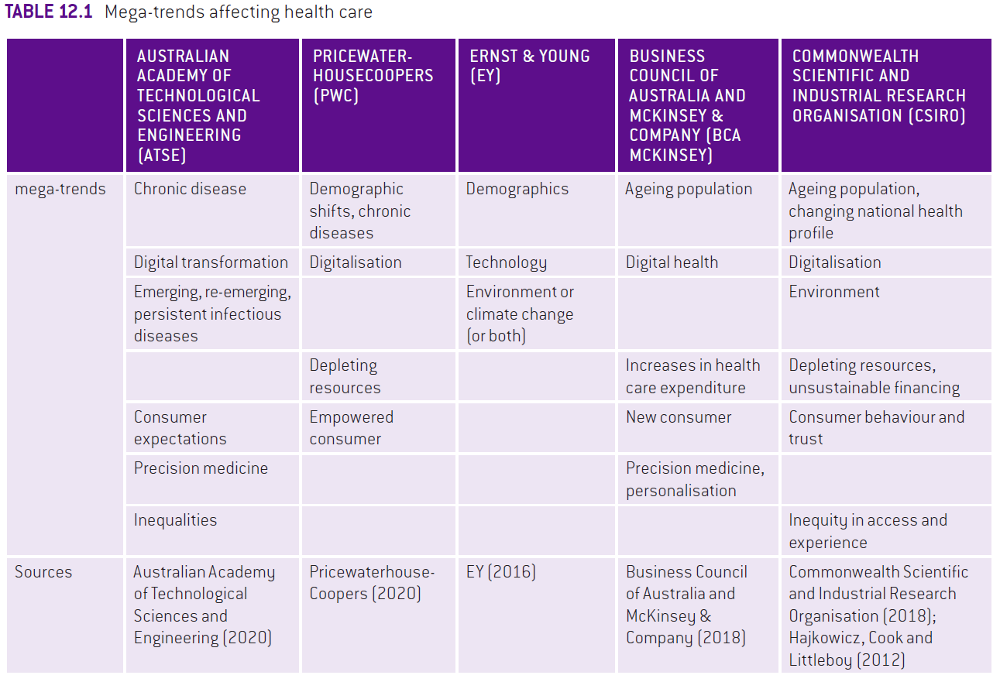 TABLE 12.1 Mega-trends affecting health care
AUSTRALIAN
ACADEMY OF
TECHNOLOGICAL
SCIENCES AND
ENGINEERING
(ATSE)
PRICEWATER-
HOUSECOOPERS
(PWC)
ERNST & YOUNG
(EY)
BUSINESS
COUNCIL OF
AUSTRALIA AND
MCKINSEY &
COMPANY (BCA
MCKINSEY)
COMMONWEALTH
SCIENTIFIC AND
INDUSTRIAL RESEARCH
ORGANISATION (CSIRO)
mega-trends
Chronic disease
Demographic
shifts, chronic
diseases
Demographics
Ageing population
Ageing population,
changing national health
profile
Digital transformation
Digitalisation
Technology
Digital health
Digitalisation
Emerging, re-emerging,
persistent infectious
diseases
Environment or
climate change
(or both)
Environment
Depleting
resources
Increases in health
care expenditure
Depleting resources,
unsustainable financing
Consumer
expectations
Empowered
consumer
New consumer
Consumer behaviour and
trust
Precision medicine
Precision medicine,
personalisation
Inequalities
Inequity in access and
experience
Sources
Australian Academy
of Technological
Sciences and
Engineering (2020)
Pricewaterhouse-
Coopers (2020)
EY (2016)
Business Council
of Australia and
McKinsey &
Company (2018)
Commonwealth Scientific
and Industrial Research
Organisation (2018);
Hajkowicz, Cook and
Littleboy (2012)